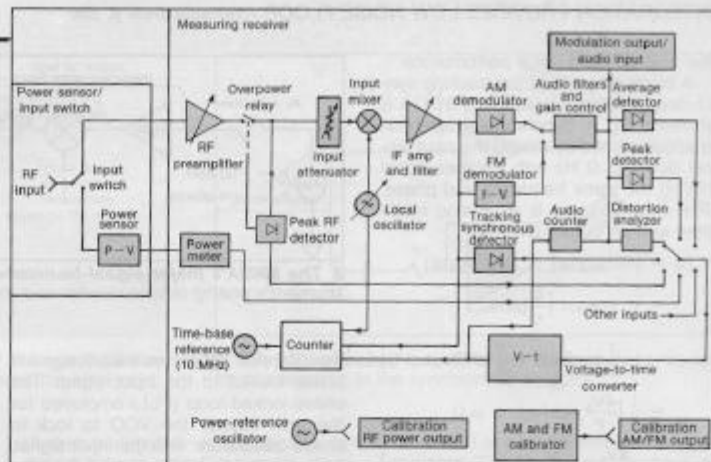 Measuring receiver
Power sensor/
Input switch
RF
input
Input
switch
Power
sensor
P–V
RF
preamplifier
Overpower
relay
Power
meter
Peak RF
detector
Input
attenuator
Input
mixer
IF amp
and filter
Local
oscillator
AM
demodulator
FM
demodulator
f–V
Tracking
synchronous
detector
Modulation output/
audio input
Audio filters
and
gain control
Average
detector
Peak
detector
Audio
counter
Distortion
analyzer
Other inputs
Time-base
reference
(10 MHz)
Counter
V–t
Voltage-to-time
converter
Power-reference
oscillator
Calibration
RF power output
AM and FM
calibrator
Calibration
AM/FM output